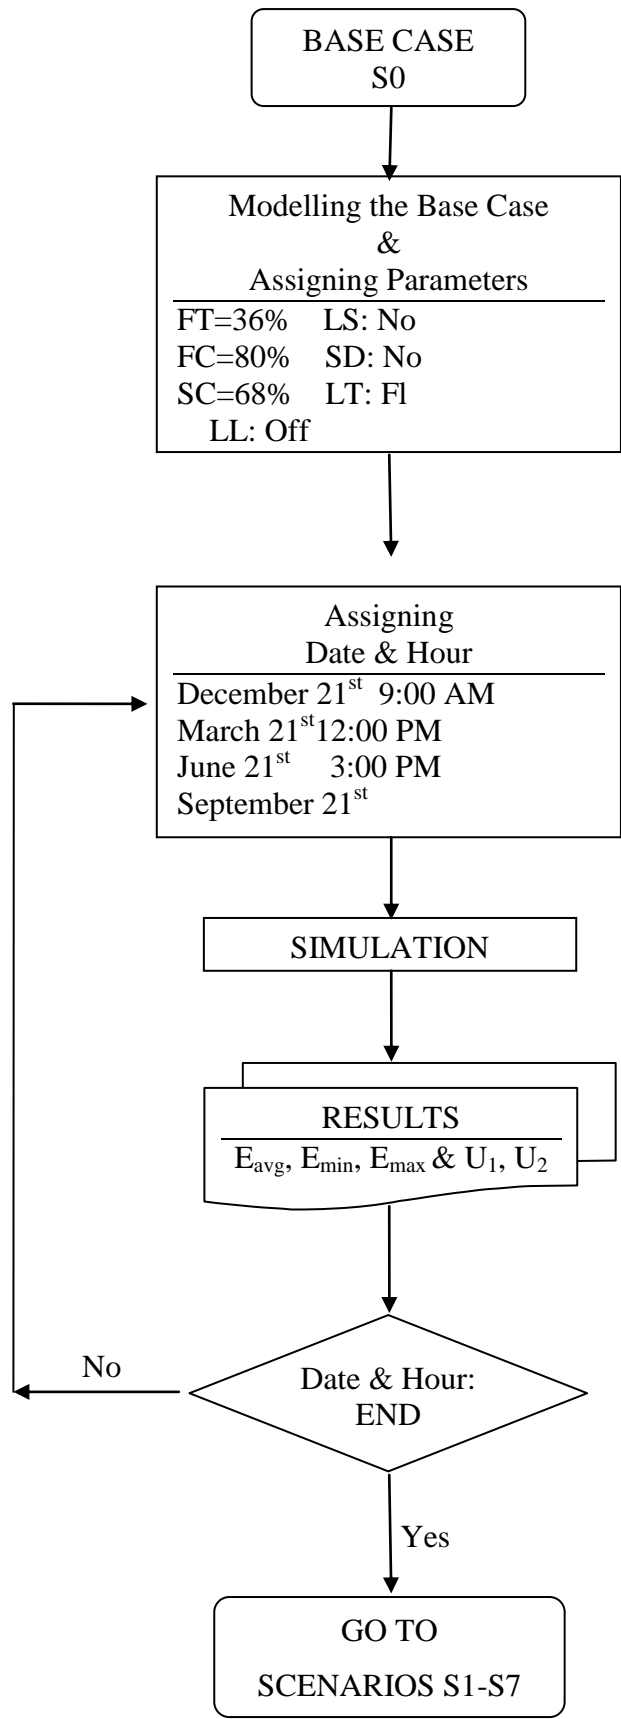 BASE CASE
S0
Modelling the Base Case
&
Assigning Parameters
FT=36% LS: No
FC=80% SD: No
SC=68% LT: Fl
LL: Off
Assigning
Date & Hour
December 21st 9:00 AM
March 21st12:00 PM
June 21st 3:00 PM
September 21st
SIMULATION
RESULTS
Eavg, Emin, Emax & U1, U2
No
Date & Hour:
END
Yes
GO TO
SCENARIOS S1-S7